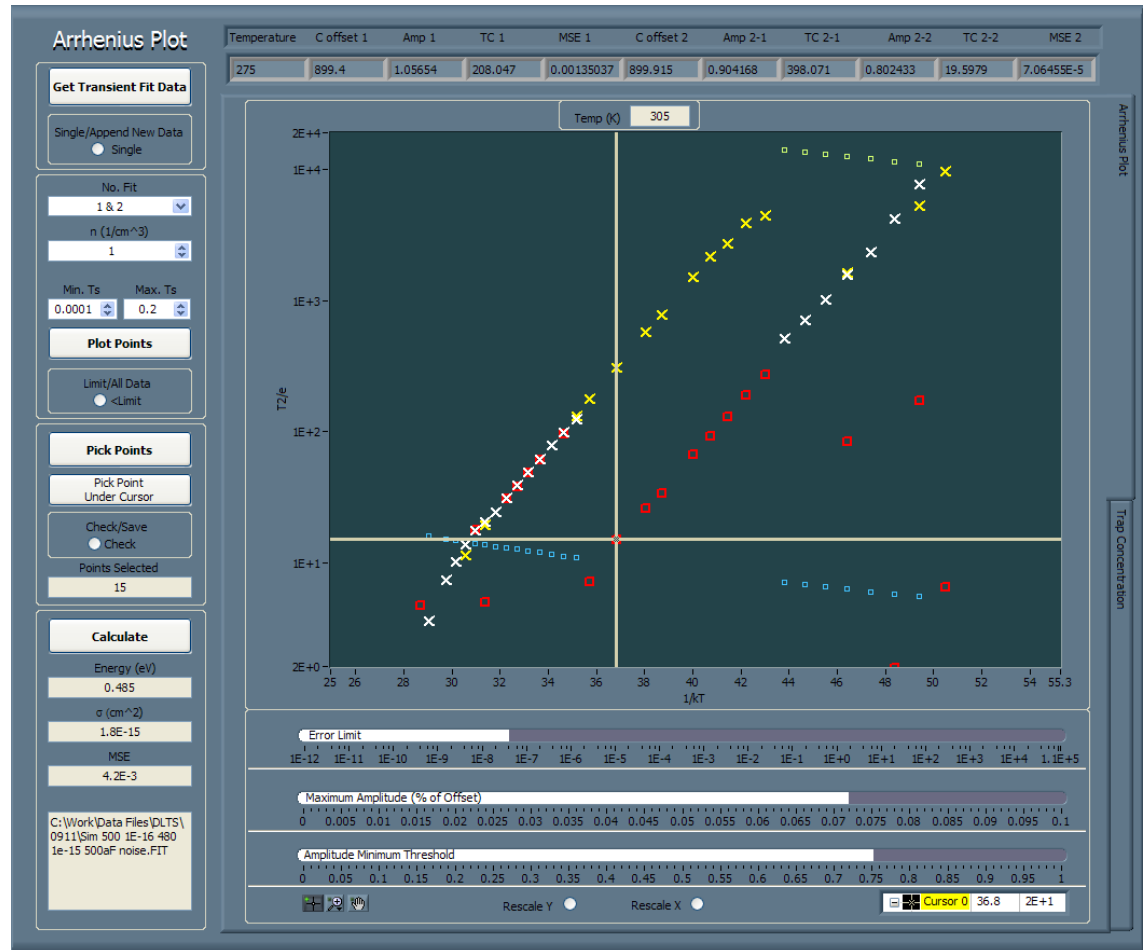 Arrhenius Plot
Get Transient Fit Data
Single/Append New Data
Single
No. Fit
1 & 2
n (1/cm^3)
1
Min. Ts Max. Ts
0.0001 0.2
Plot Points
Limit/All Data
<Limit
Pick Points
Pick Point
Under Cursor
Check/Save
Check
Points Selected
15
Calculate
Energy (eV)
0.485
σ (cm^2)
1.8E-15
MSE
4.2E-3
C:\Work\Data Files\DLTS\
0911\Sim 500 1E-16 480
1e-15 500aF noise.FIT
Temperature C offset 1 Amp 1 TC 1 MSE 1 C offset 2 Amp 2-1 TC 2-1 Amp 2-2 TC 2-2 MSE 2
275 899.4 1.05654 208.047 0.00135037 899.915 0.904168 398.071 0.802433 19.5979 7.06455E-5
Temp (K) 305
2E+4
1E+4
1E+3
T2/e
1E+2
1E+1
2E+0
25 26 28 30 32 34 36 38 40 42 44 46 48 50 52 54 55.3
1/kT
Error Limit
1E-12 1E-11 1E-10 1E-9 1E-8 1E-7 1E-6 1E-5 1E-4 1E-3 1E-2 1E-1 1E+0 1E+1 1E+2 1E+3 1E+4 1.1E+5
Maximum Amplitude (% of Offset)
0 0.005 0.01 0.015 0.02 0.025 0.03 0.035 0.04 0.045 0.05 0.055 0.06 0.065 0.07 0.075 0.08 0.085 0.09 0.095 0.1
Amplitude Minimum Threshold
0 0.05 0.1 0.15 0.2 0.25 0.3 0.35 0.4 0.45 0.5 0.55 0.6 0.65 0.7 0.75 0.8 0.85 0.9 0.95 1
Rescale Y Rescale X
Cursor 0 36.8 2E+1
Arrhenius Plot
Trap Concentration